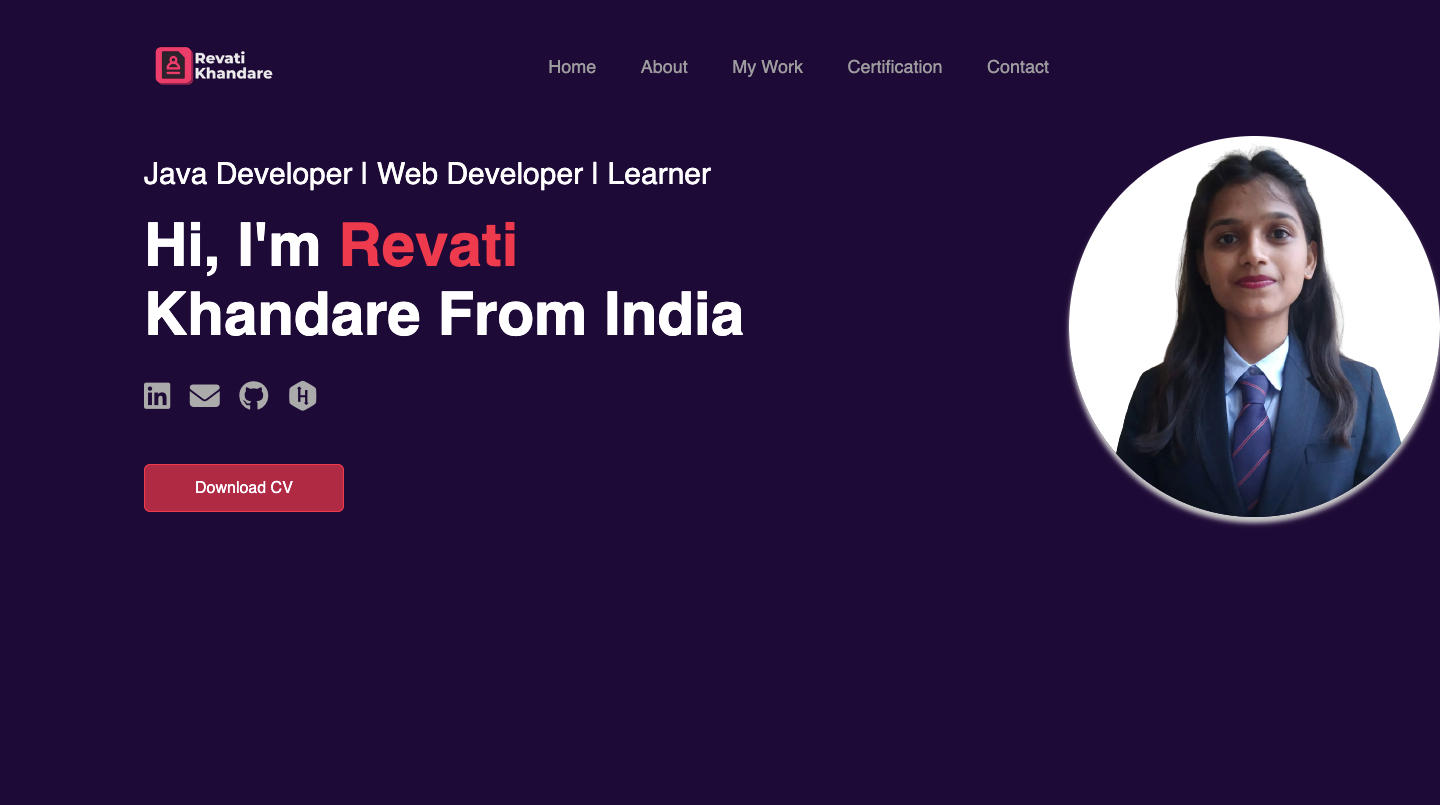 Revati
Khandare
Home About My Work Certification Contact
Java Developer | Web Developer | Learner
Hi, I'm Revati
Khandare From India
Download CV